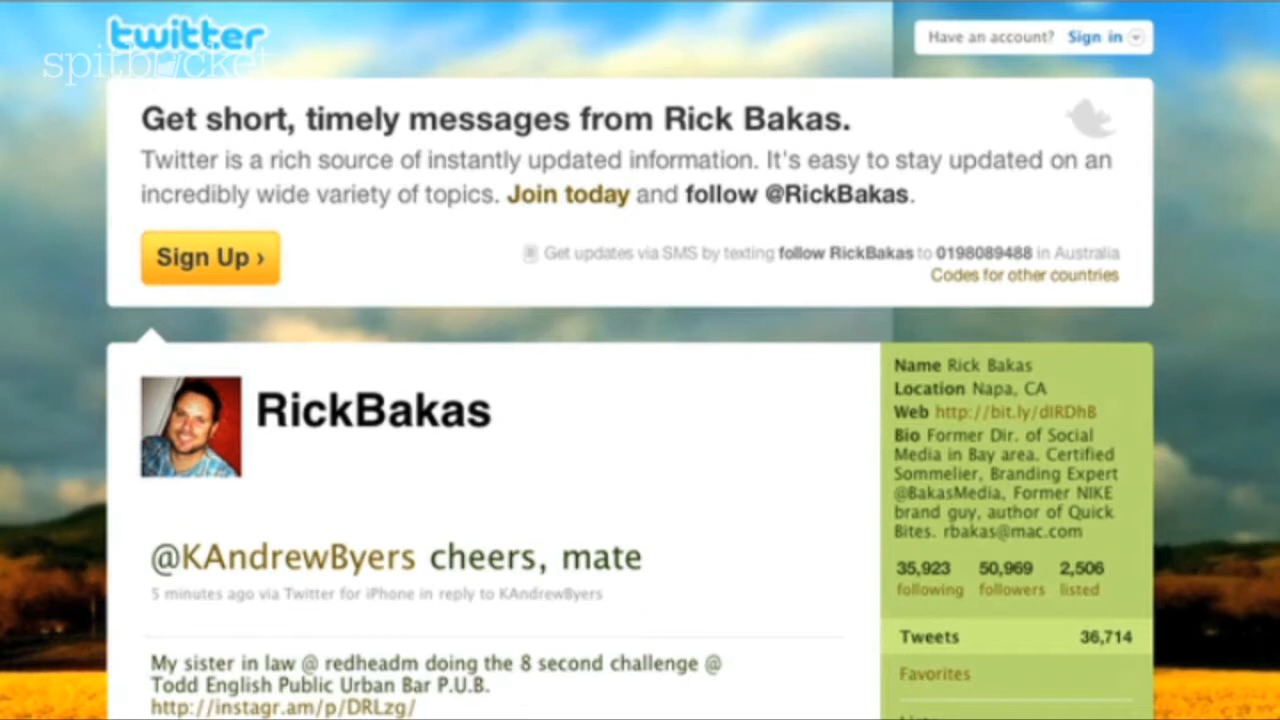 twitter
spitbucket
Have an account? Sign in
Get short, timely messages from Rick Bakas.
Twitter is a rich source of instantly updated information. It's easy to stay updated on an
incredibly wide variety of topics. Join today and follow @RickBakas.
Sign Up ›
Get updates via SMS by texting follow RickBakas to 0198089488 in Australia
Codes for other countries
RickBakas
@KAndrewByers cheers, mate
5 minutes ago via Twitter for iPhone in reply to KAndrewByers
My sister in law @ redheadm doing the 8 second challenge @
Todd English Public Urban Bar P.U.B.
http://instagr.am/p/DRLzg/
Name Rick Bakas
Location Napa, CA
Web http://bit.ly/dIRDhB
Bio Former Dir. of Social
Media in Bay area. Certified
Sommelier, Branding Expert
@BakasMedia, Former NIKE
brand guy, author of Quick
Bites. rbakas@mac.com
35,923 50,969 2,506
following followers listed
Tweets 36,714
Favorites